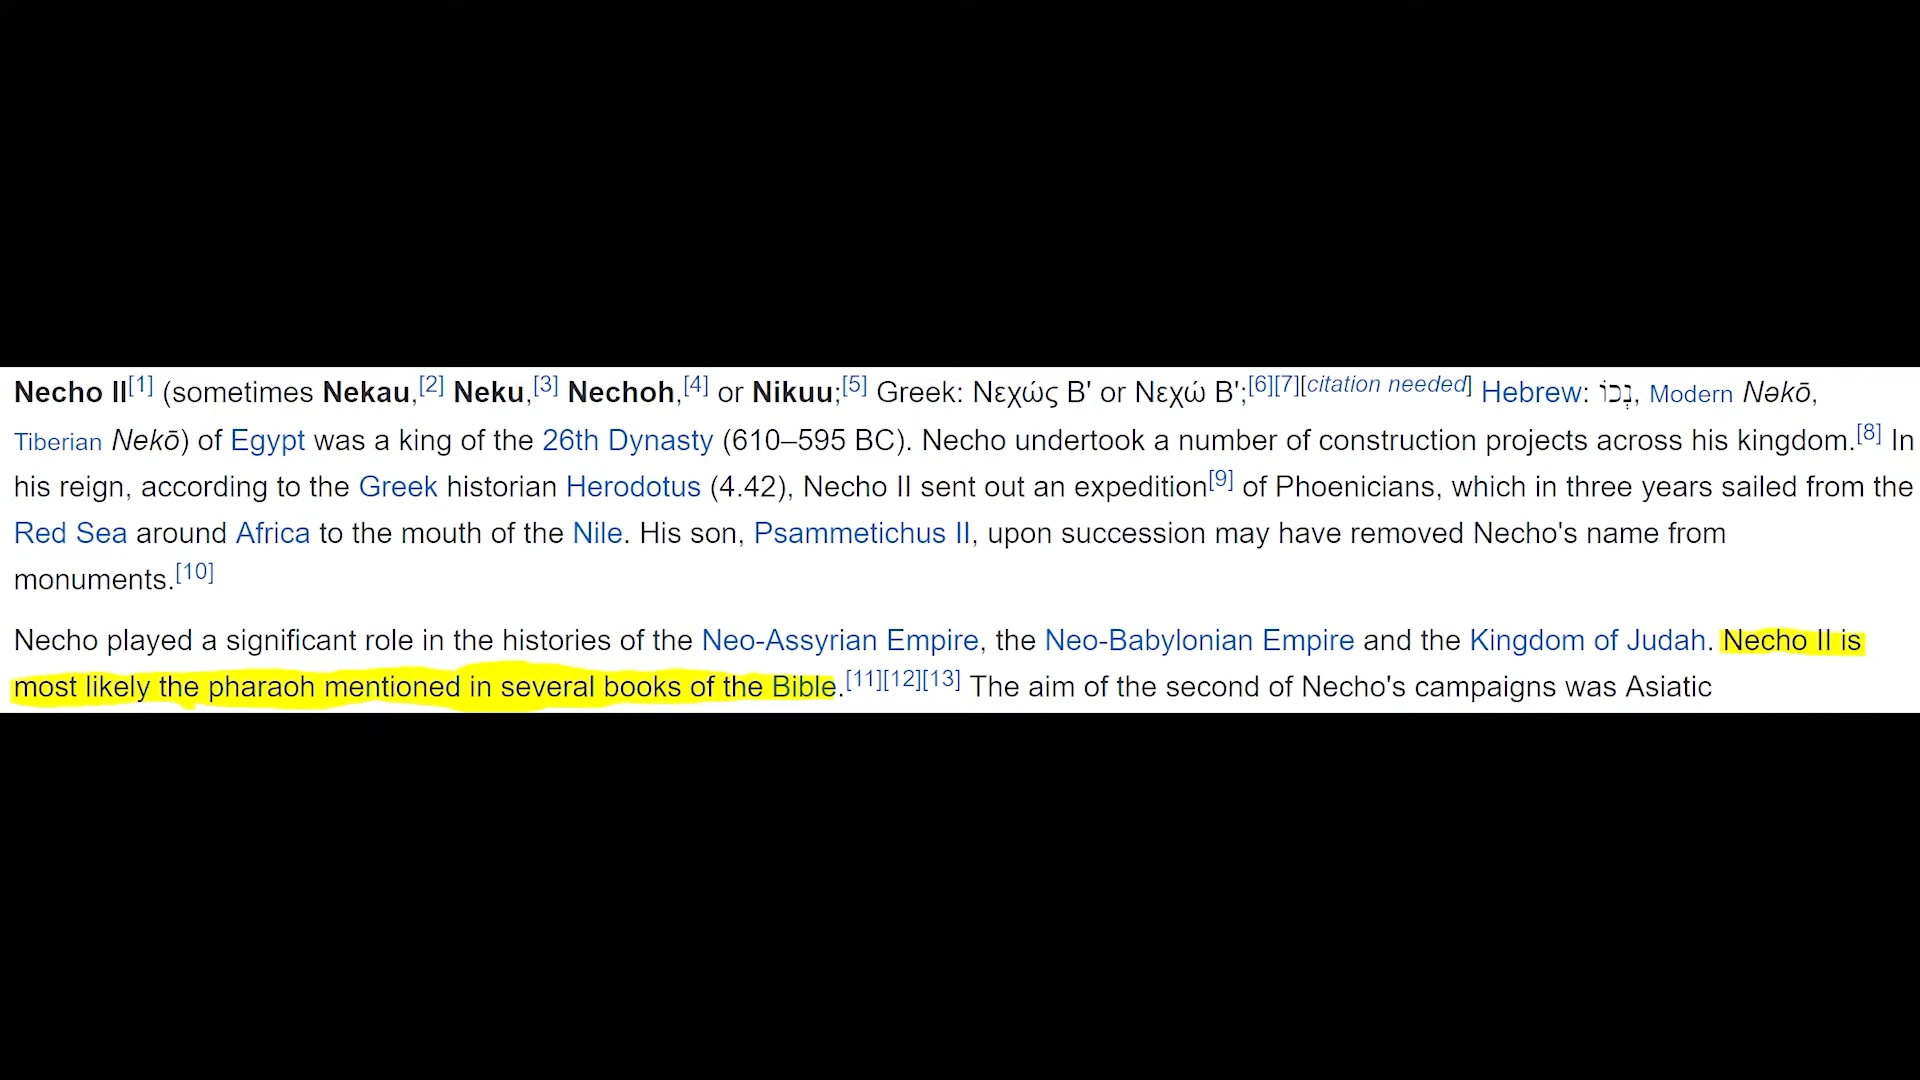 Necho II[1] (sometimes Nekau,[2] Neku,[3] Nechoh,[4] or Nikuu;[5] Greek: Νεχώς Β' or Νεχώ Β';[6][7][citation needed] Hebrew: נְכוֹ, Modern Nəkō,
Tiberian Nekō) of Egypt was a king of the 26th Dynasty (610–595 BC). Necho undertook a number of construction projects across his kingdom.[8] In
his reign, according to the Greek historian Herodotus (4.42), Necho II sent out an expedition[9] of Phoenicians, which in three years sailed from the
Red Sea around Africa to the mouth of the Nile. His son, Psammetichus II, upon succession may have removed Necho's name from
monuments.[10]
Necho played a significant role in the histories of the Neo-Assyrian Empire, the Neo-Babylonian Empire and the Kingdom of Judah. Necho II is
most likely the pharaoh mentioned in several books of the Bible.[11][12][13] The aim of the second of Necho's campaigns was Asiatic